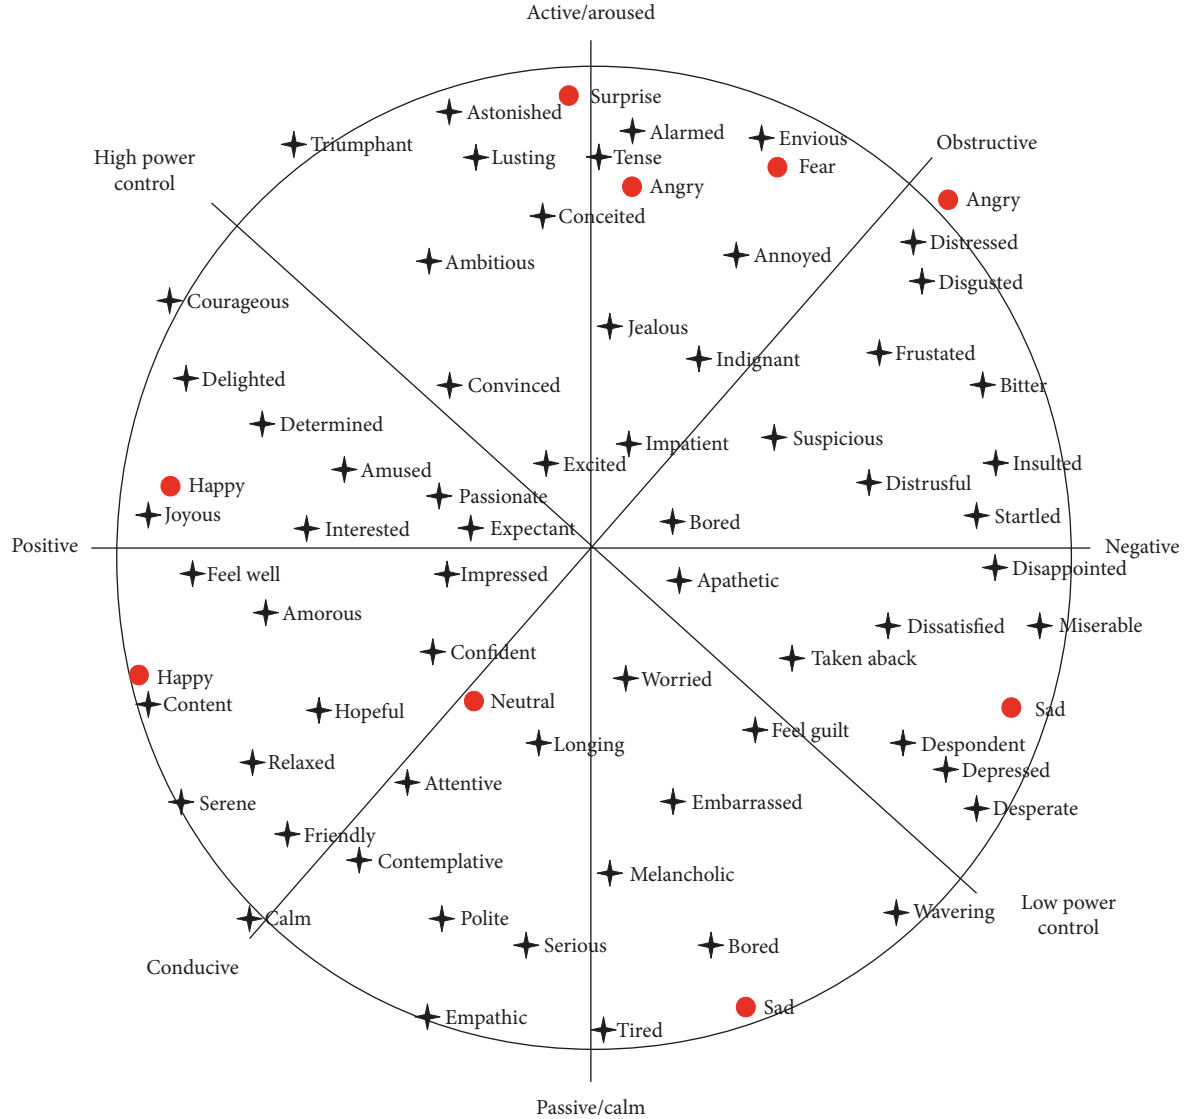 Active/aroused
Surprise
Astonished
Alarmed
Envious
Triumphant
Obstructive
High power
control
Lusting
Tense
Fear
Angry
Angry
Conceited
Distressed
Annoyed
Ambitious
Disgusted
Courageous
Jealous
Indignant
Frustated
Delighted
Convinced
Bitter
Determined
Impatient
Suspicious
Excited
Insulted
Amused
Distrusful
Happy
Passionate
Joyous
Startled
Interested
Expectant
Bored
Positive
Negative
Feel well
Impressed
Apathetic
Disappointed
Amorous
Dissatisfied
Miserable
Confident
Taken aback
Happy
Worried
Content
Hopeful
Neutral
Sad
Feel guilt
Longing
Despondent
Relaxed
Depressed
Attentive
Serene
Embarrassed
Desperate
Friendly
Contemplative
Melancholic
Low power
control
Calm
Polite
Wavering
Serious
Bored
Conducive
Sad
Empathic
Tired
Passive/calm